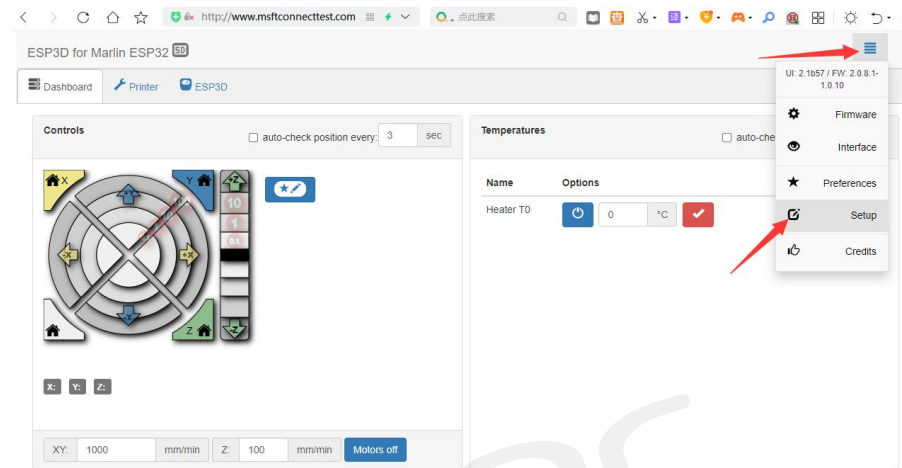 http://www.msftconnecttest.com
点此搜索
译
ESP3D for Marlin ESP32 SD
UI: 2.1b57 / FW: 2.0.8.1-
1.0.10
Dashboard Printer ESP3D
Firmware
Interface
Preferences
Setup
Credits
Controls
auto-check position every: 3 sec
X Y +Z
+Y
10
1
0.1
-X +X
-Y
Z -Z
X: Y: Z:
XY: 1000 mm/min Z: 100 mm/min Motors off
Temperatures
auto-che
Name Options
Heater T0 0 °C